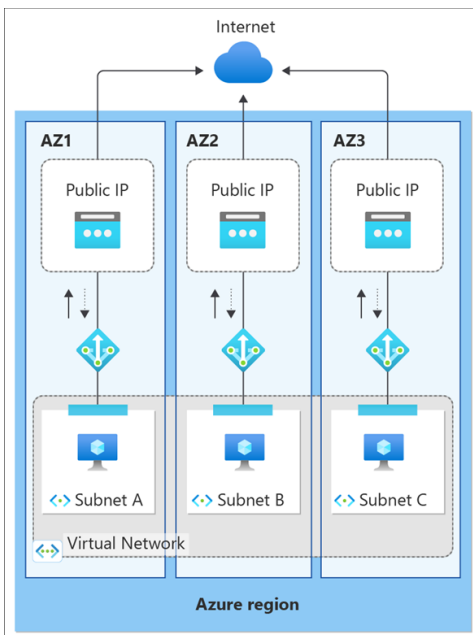 Internet
AZ1
AZ2
AZ3
Public IP
Public IP
Public IP
Subnet A
Subnet B
Subnet C
Virtual Network
Azure region